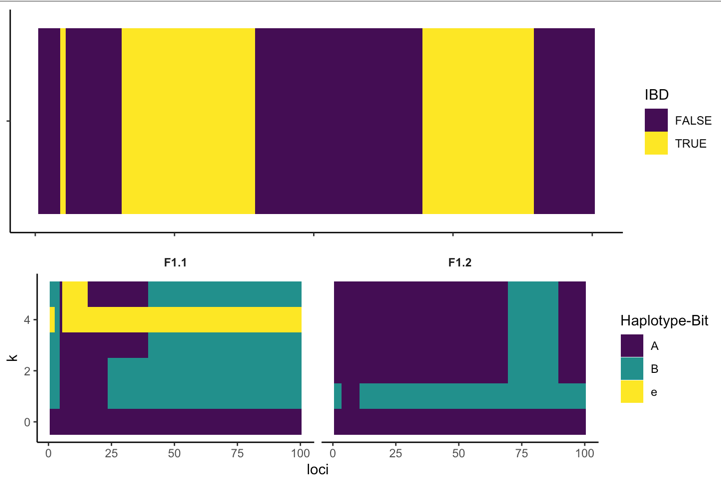 IBD
FALSE
TRUE
F1.1 F1.2
4
2
0
k
Haplotype-Bit
A
B
e
0 25 50 75 100 0 25 50 75 100
loci